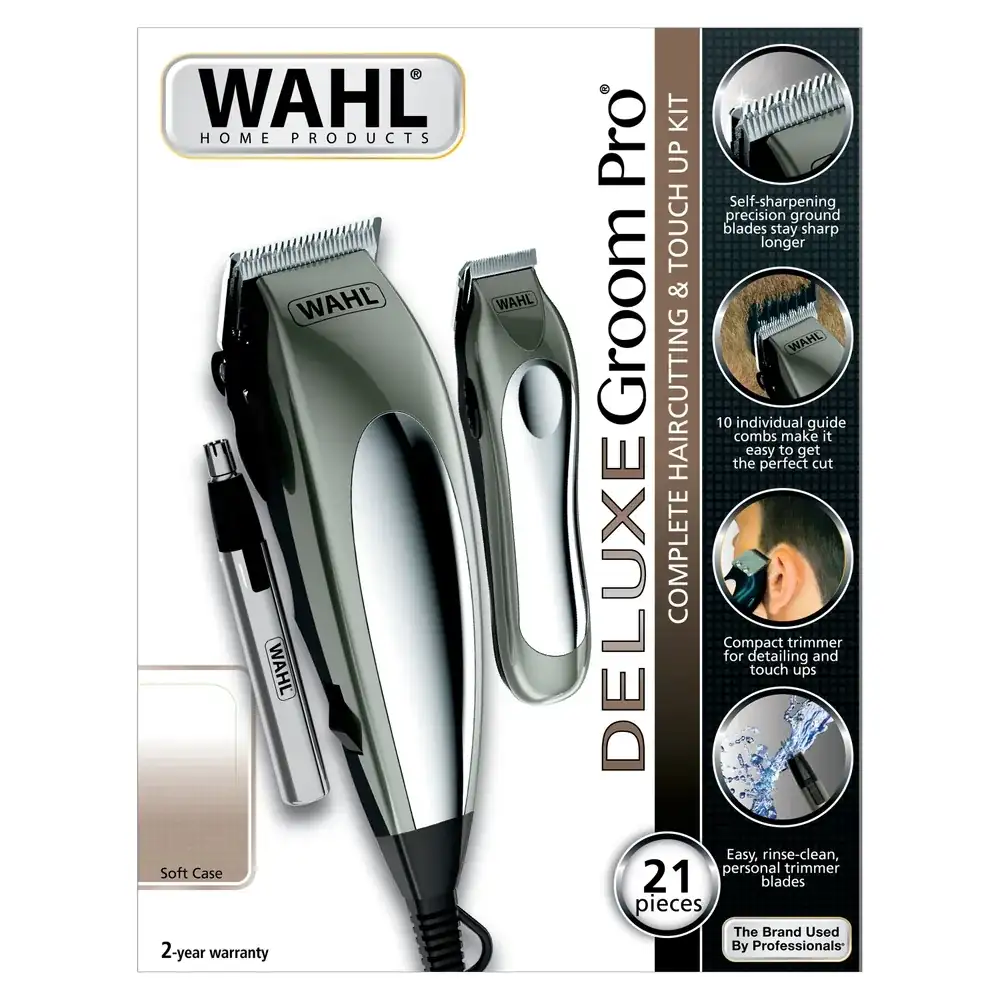 WAHL®
HOME PRODUCTS
WAHL
WAHL
WAHL
DELUXE Groom Pro®
COMPLETE HAIRCUTTING & TOUCH UP KIT
Self-sharpening
precision ground
blades stay sharp
longer
WAHL
10 individual guide
combs make it
easy to get
the perfect cut
Compact trimmer
for detailing and
touch ups
Easy, rinse-clean,
personal trimmer
blades
21
pieces
The Brand Used
By Professionals®
Soft Case
2-year warranty